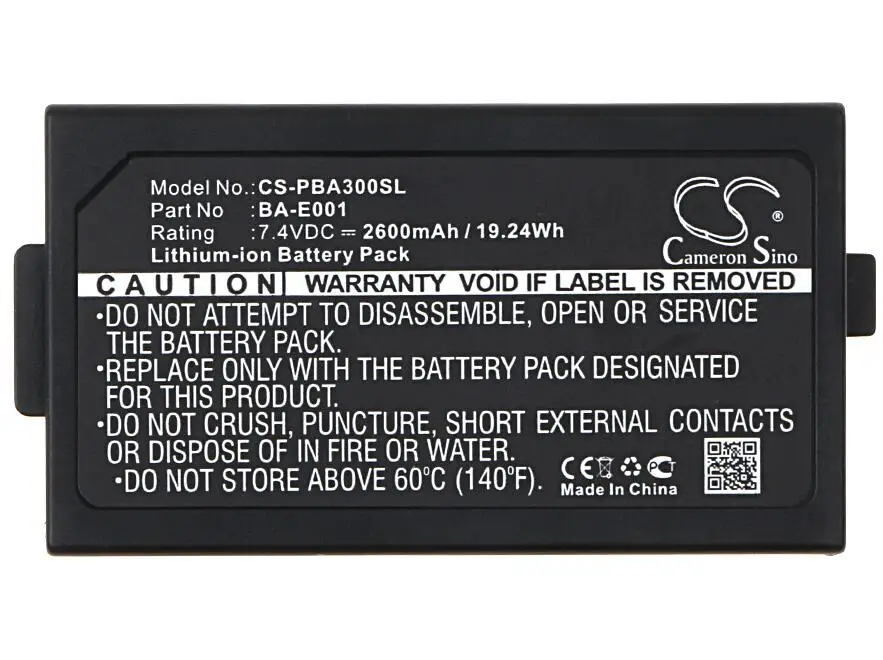 Model No.:CS-PBA300SL
Part No :BA-E001
Rating :7.4VDC ⎓ 2600mAh / 19.24Wh
Lithium-ion Battery Pack
CS®
Cameron Sino
CAUTION WARRANTY VOID IF LABEL IS REMOVED
•DO NOT ATTEMPT TO DISASSEMBLE, OPEN OR SERVICE
THE BATTERY PACK.
•REPLACE ONLY WITH THE BATTERY PACK DESIGNATED
FOR THIS PRODUCT.
•DO NOT CRUSH, PUNCTURE, SHORT EXTERNAL CONTACTS
OR DISPOSE OF IN FIRE OR WATER.
•DO NOT STORE ABOVE 60°C (140°F).
CE
Made In China